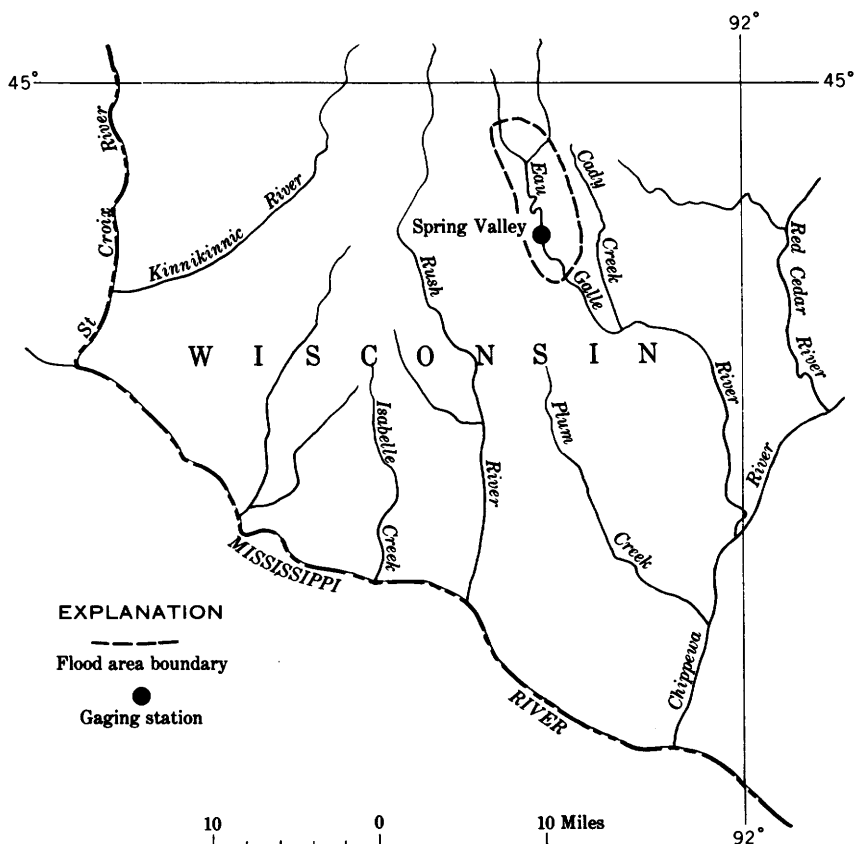 92°
45°
45°
St Croix River
Kinnikinnic River
Eau Galle River
Cady Creek
Spring Valley
Rush River
Red Cedar River
WISCONSIN
Isabelle Creek
Plum Creek
Chippewa River
MISSISSIPPI RIVER
EXPLANATION
Flood area boundary
Gaging station
10 0 10 Miles
92°